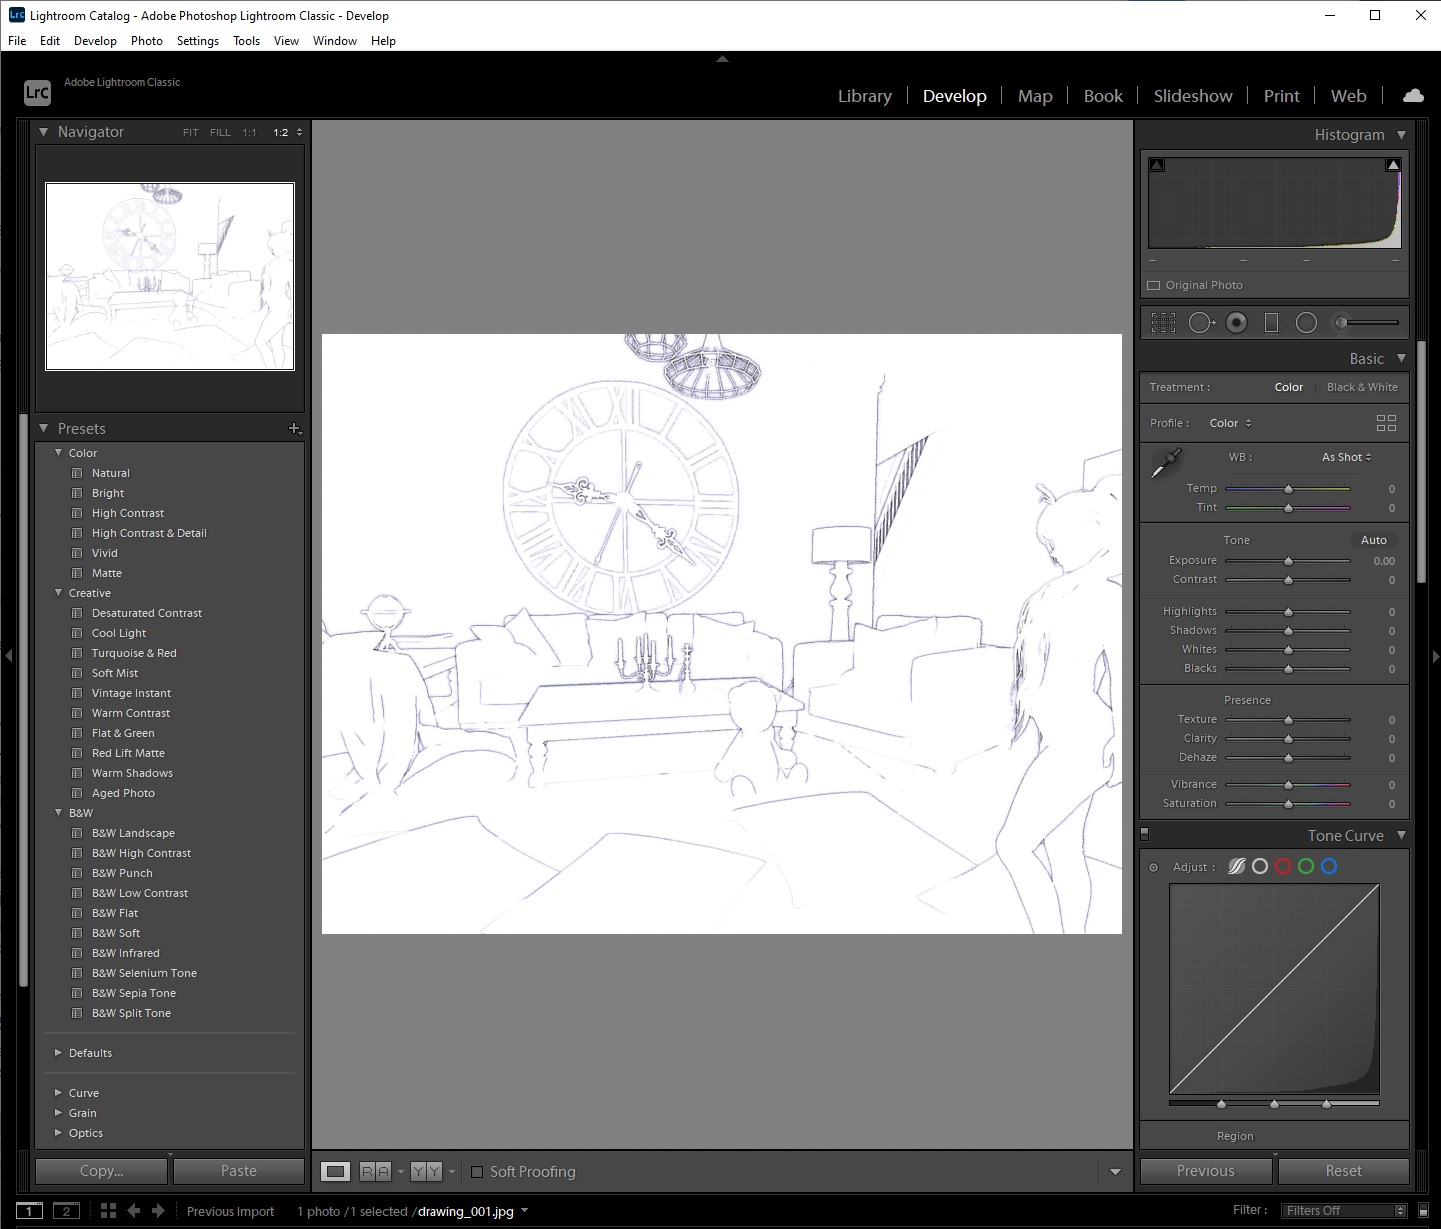 Lightroom Catalog - Adobe Photoshop Lightroom Classic - Develop
File Edit Develop Photo Settings Tools View Window Help
LrC
Adobe Lightroom Classic
Library Develop Map Book Slideshow Print Web
Navigator FIT FILL 1:1 1:2
Presets
Color
Natural
Bright
High Contrast
High Contrast & Detail
Vivid
Matte
Creative
Desaturated Contrast
Cool Light
Turquoise & Red
Soft Mist
Vintage Instant
Warm Contrast
Flat & Green
Red Lift Matte
Warm Shadows
Aged Photo
B&W
B&W Landscape
B&W High Contrast
B&W Punch
B&W Low Contrast
B&W Flat
B&W Soft
B&W Infrared
B&W Selenium Tone
B&W Sepia Tone
B&W Split Tone
Defaults
Curve
Grain
Optics
Copy... Paste
R A Y Y Soft Proofing
Histogram
Original Photo
Basic
Treatment : Color Black & White
Profile : Color
WB : As Shot
Temp 0
Tint 0
Tone Auto
Exposure 0.00
Contrast 0
Highlights 0
Shadows 0
Whites 0
Blacks 0
Presence
Texture 0
Clarity 0
Dehaze 0
Vibrance 0
Saturation 0
Tone Curve
Adjust :
Region
Previous Reset
1 2 Previous Import 1 photo /1 selected /drawing_001.jpg Filter : Filters Off